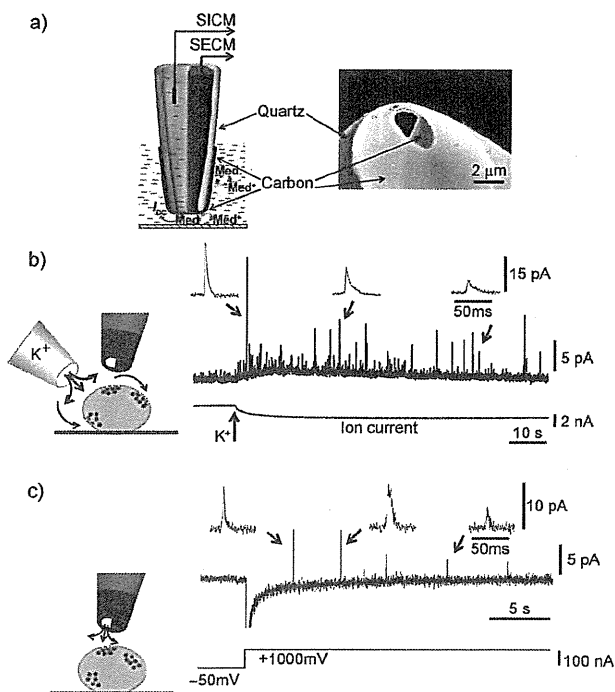 a)
SICM
SECM
Quartz
Carbon
Med
Med+
Med
Med+
2 μm
b)
15 pA
50ms
K+
5 pA
2 nA
K+
Ion current
10 s
c)
10 pA
50ms
5 pA
5 s
+1000mV
−50mV
100 nA